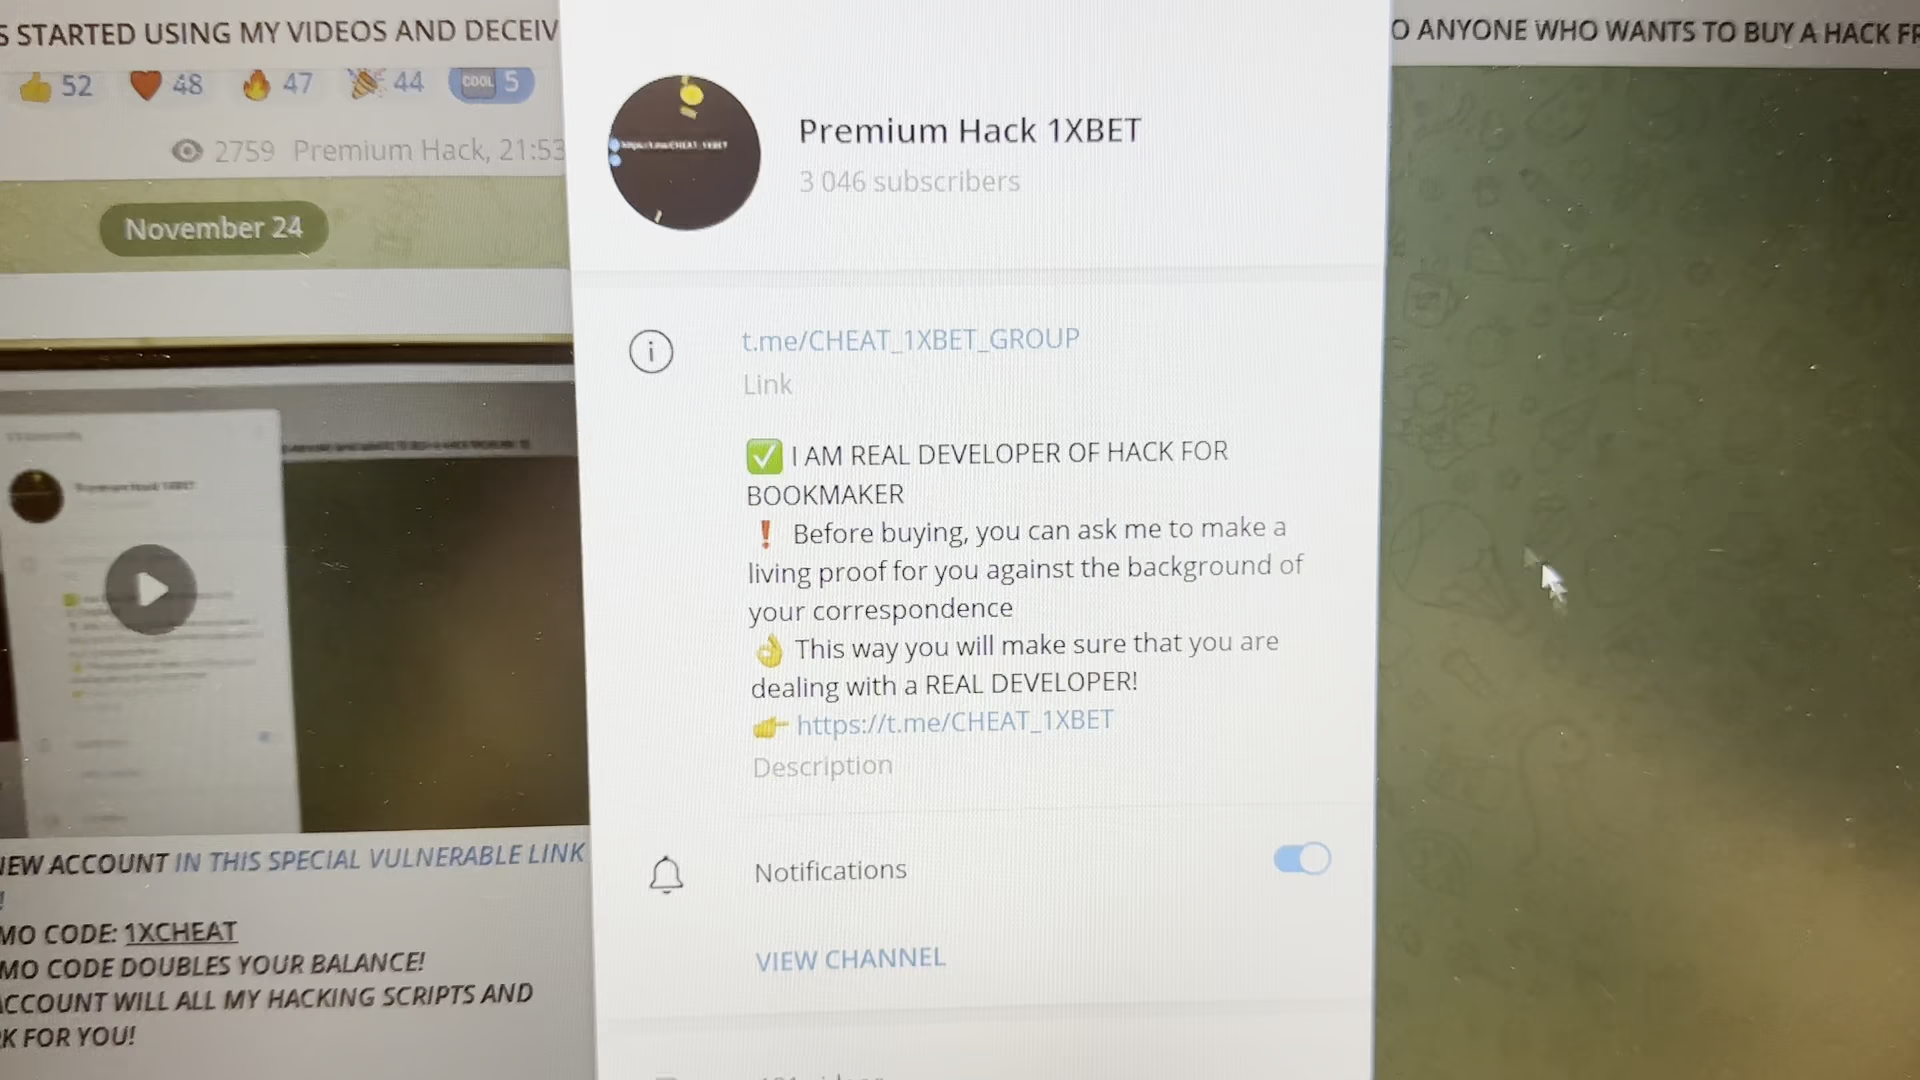 S STARTED USING MY VIDEOS AND DECEIV
52 48 47 44 COOL 5
2759 Premium Hack, 21:53
November 24
NEW ACCOUNT IN THIS SPECIAL VULNERABLE LINK
!
MO CODE: 1XCHEAT
MO CODE DOUBLES YOUR BALANCE!
ACCOUNT WILL ALL MY HACKING SCRIPTS AND
K FOR YOU!
Premium Hack 1XBET
3 046 subscribers
t.me/CHEAT_1XBET_GROUP
Link
✅ I AM REAL DEVELOPER OF HACK FOR
BOOKMAKER
❗ Before buying, you can ask me to make a
living proof for you against the background of
your correspondence
👌 This way you will make sure that you are
dealing with a REAL DEVELOPER!
👉 https://t.me/CHEAT_1XBET
Description
Notifications
VIEW CHANNEL
O ANYONE WHO WANTS TO BUY A HACK FR